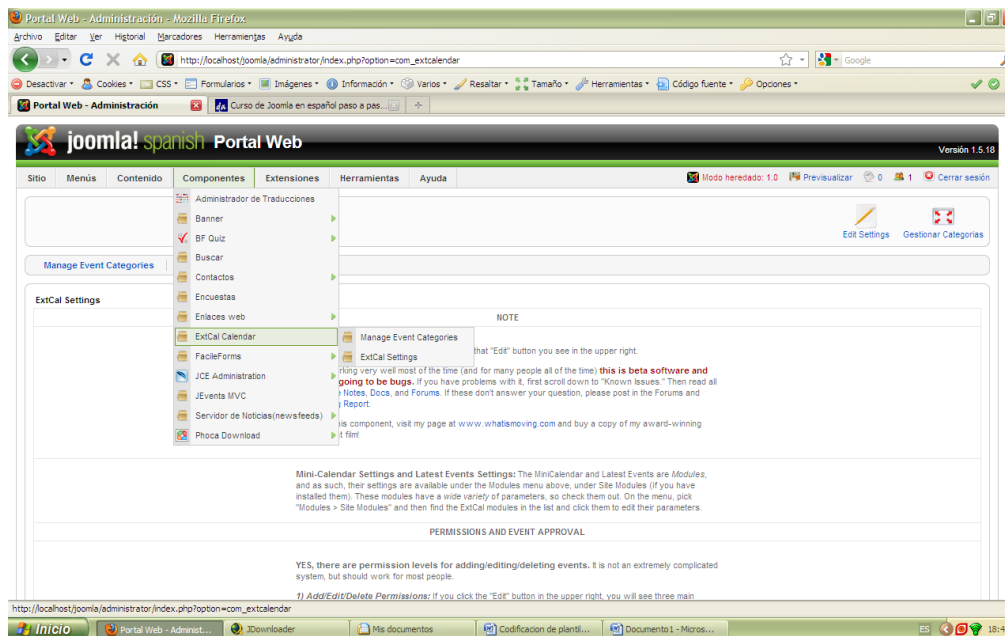 Portal Web - Administración - Mozilla Firefox
Archivo Editar Ver Historial Marcadores Herramientas Ayuda
http://localhost/joomla/administrator/index.php?option=com_extcalendar
Google
Desactivar Cookies CSS Formularios Imágenes Información Varios Resaltar Tamaño Herramientas Código fuente Opciones
Portal Web - Administración
Curso de Joomla en español paso a pas...
joomla! spanish Portal Web
Versión 1.5.18
Sitio Menús Contenido Componentes Extensiones Herramientas Ayuda
Modo heredado: 1.0 Previsualizar 0 1 Cerrar sesión
Administrador de Traducciones
Banner
BF Quiz
Buscar
Contactos
Encuestas
Enlaces web
ExtCal Calendar
FacileForms
JCE Administration
JEvents MVC
Servidor de Noticias(newsfeeds)
Phoca Download
Manage Event Categories
ExtCal Settings
Edit Settings Gestionar Categorias
Manage Event Categories
ExtCal Settings
NOTE
that "Edit" button you see in the upper right.
rking very well most of the time (and for many people all of the time) this is beta software and
going to be bugs. If you have problems with it, first scroll down to "Known Issues." Then read all
Notes, Docs, and Forums. If these don't answer your question, please post in the Forums and
Report.
is component, visit my page at www.whatismoving.com and buy a copy of my award-winning
t film!
Mini-Calendar Settings and Latest Events Settings: The MiniCalendar and Latest Events are Modules,
and as such, their settings are available under the Modules menu above, under Site Modules (if you have
installed them). These modules have a wide variety of parameters, so check them out. On the menu, pick
"Modules > Site Modules" and then find the ExtCal modules in the list and click them to edit their parameters.
PERMISSIONS AND EVENT APPROVAL
YES, there are permission levels for adding/editing/deleting events. It is not an extremely complicated
system, but should work for most people.
1) Add/Edit/Delete Permissions: If you click the "Edit" button in the upper right, you will see three main
http://localhost/joomla/administrator/index.php?option=com_extcalendar
Inicio
Portal Web - Administ...
JDownloader
Mis documentos
Codificacion de plantil...
Documento1 - Micros...
ES